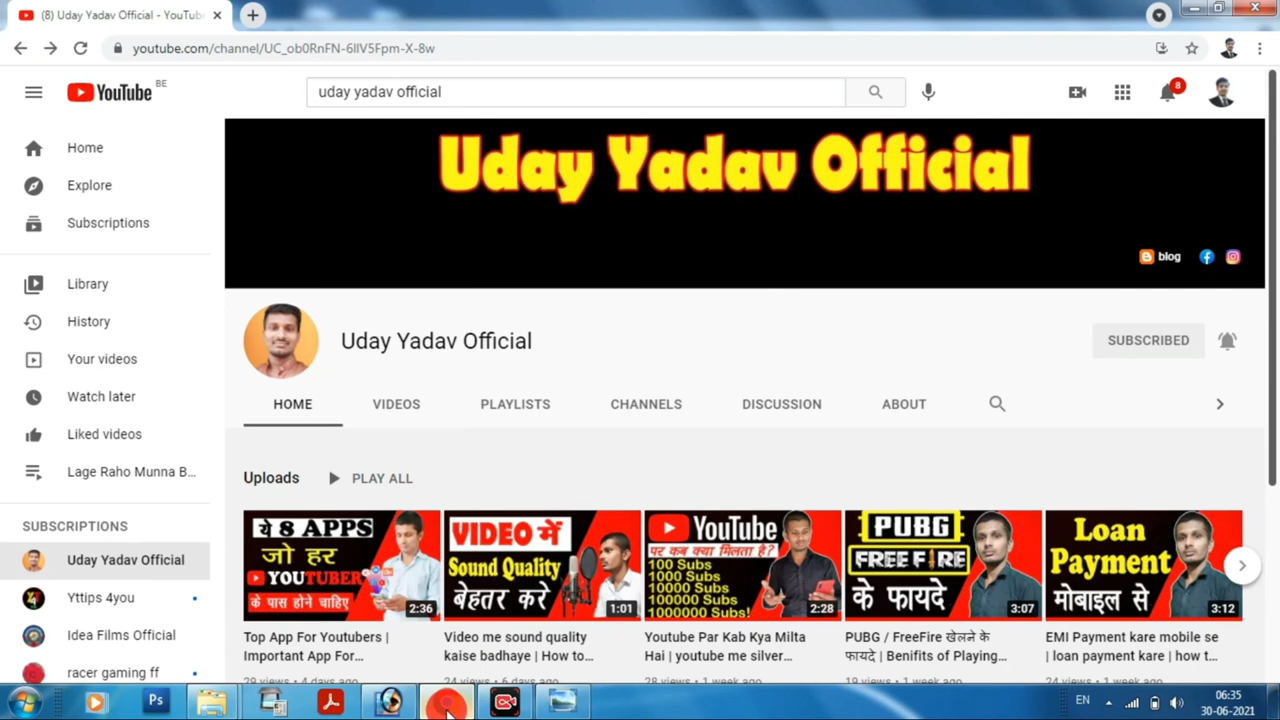 (8) Uday Yadav Official - YouTube
youtube.com/channel/UC_ob0RnFN-6lIV5Fpm-X-8w
YouTube BE
uday yadav official
8
Home
Explore
Subscriptions
Library
History
Your videos
Watch later
Liked videos
Lage Raho Munna B...
SUBSCRIPTIONS
Uday Yadav Official
Yttips 4you
Idea Films Official
racer gaming ff
Uday Yadav Official
blog
Uday Yadav Official
SUBSCRIBED
HOME VIDEOS PLAYLISTS CHANNELS DISCUSSION ABOUT
Uploads PLAY ALL
ये 8 APPS
जो हर
YOUTUBER
के पास होने चाहिए
2:36
Top App For Youtubers |
Important App For...
29 views • 4 days ago
VIDEO में
Sound Quality
बेहतर करे
1:01
Video me sound quality
kaise badhaye | How to...
24 views • 6 days ago
YouTube
पर कब क्या मिलता है?
100 Subs
1000 Subs
10000 Subs
100000 Subs
1000000 Subs!
2:28
Youtube Par Kab Kya Milta
Hai | youtube me silver...
28 views • 1 week ago
PUBG
FREE FIRE
के फायदे
3:07
PUBG / FreeFire खेलने के
फायदे | Benifits of Playing...
Loan
Payment
मोबाइल से
3:12
EMI Payment kare mobile se
| loan payment kare | how t...
24 views • 1 week ago
Ps
EN
06:35
30-06-2021